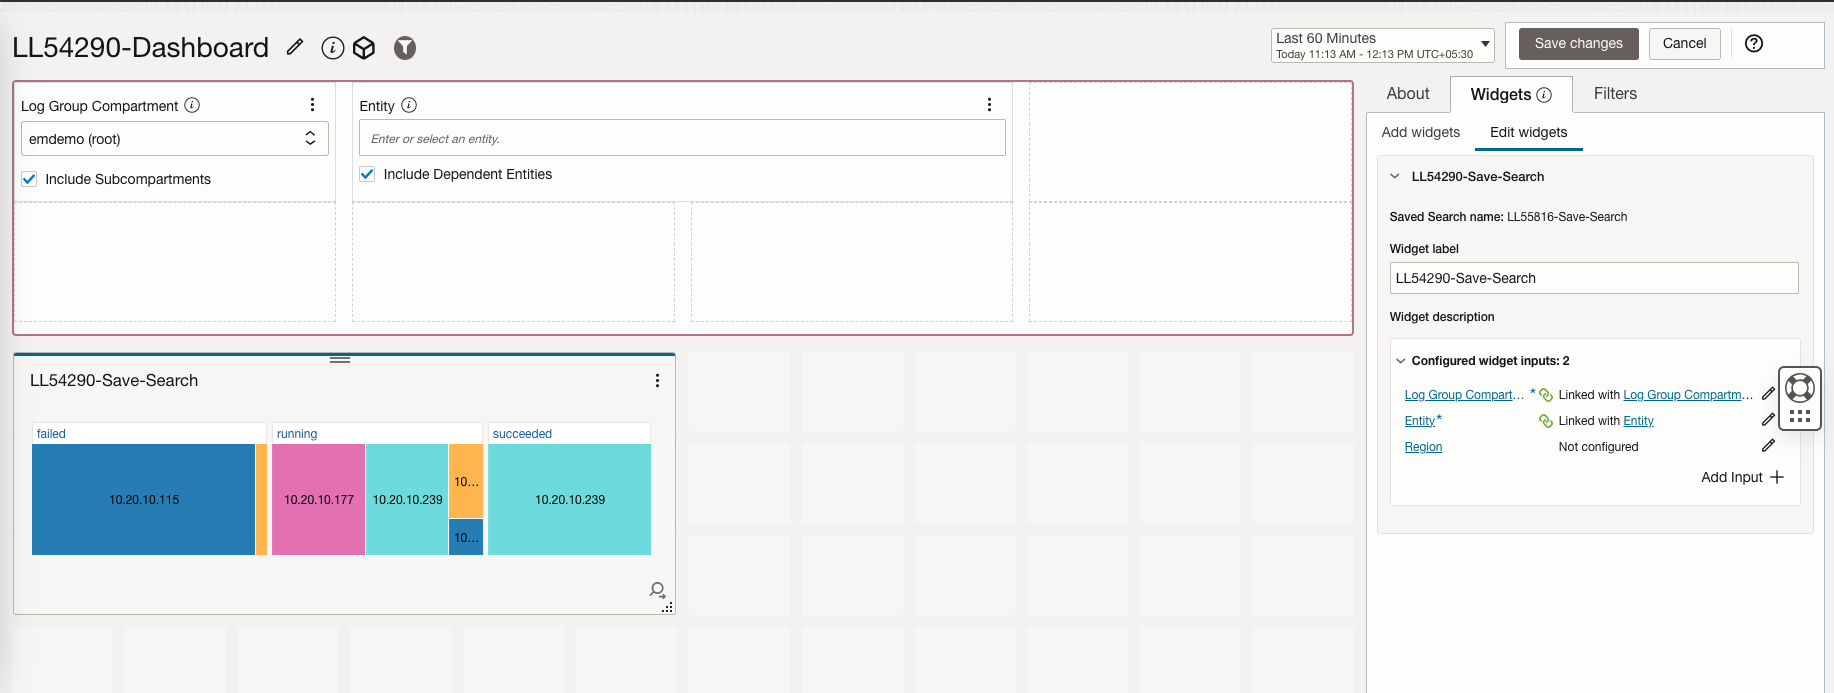 LL54290-Dashboard
Last 60 Minutes
Today 11:13 AM - 12:13 PM UTC+05:30
Save changes
Cancel
Log Group Compartment
emdemo (root)
Include Subcompartments
Entity
Enter or select an entity.
Include Dependent Entities
LL54290-Save-Search
failed
running
succeeded
10.20.10.115
10.20.10.177
10.20.10.239
10...
10...
10.20.10.239
About
Widgets
Filters
Add widgets
Edit widgets
LL54290-Save-Search
Saved Search name: LL55816-Save-Search
Widget label
LL54290-Save-Search
Widget description
Configured widget inputs: 2
Log Group Compart... * Linked with Log Group Compartm...
Entity* Linked with Entity
Region Not configured
Add Input +